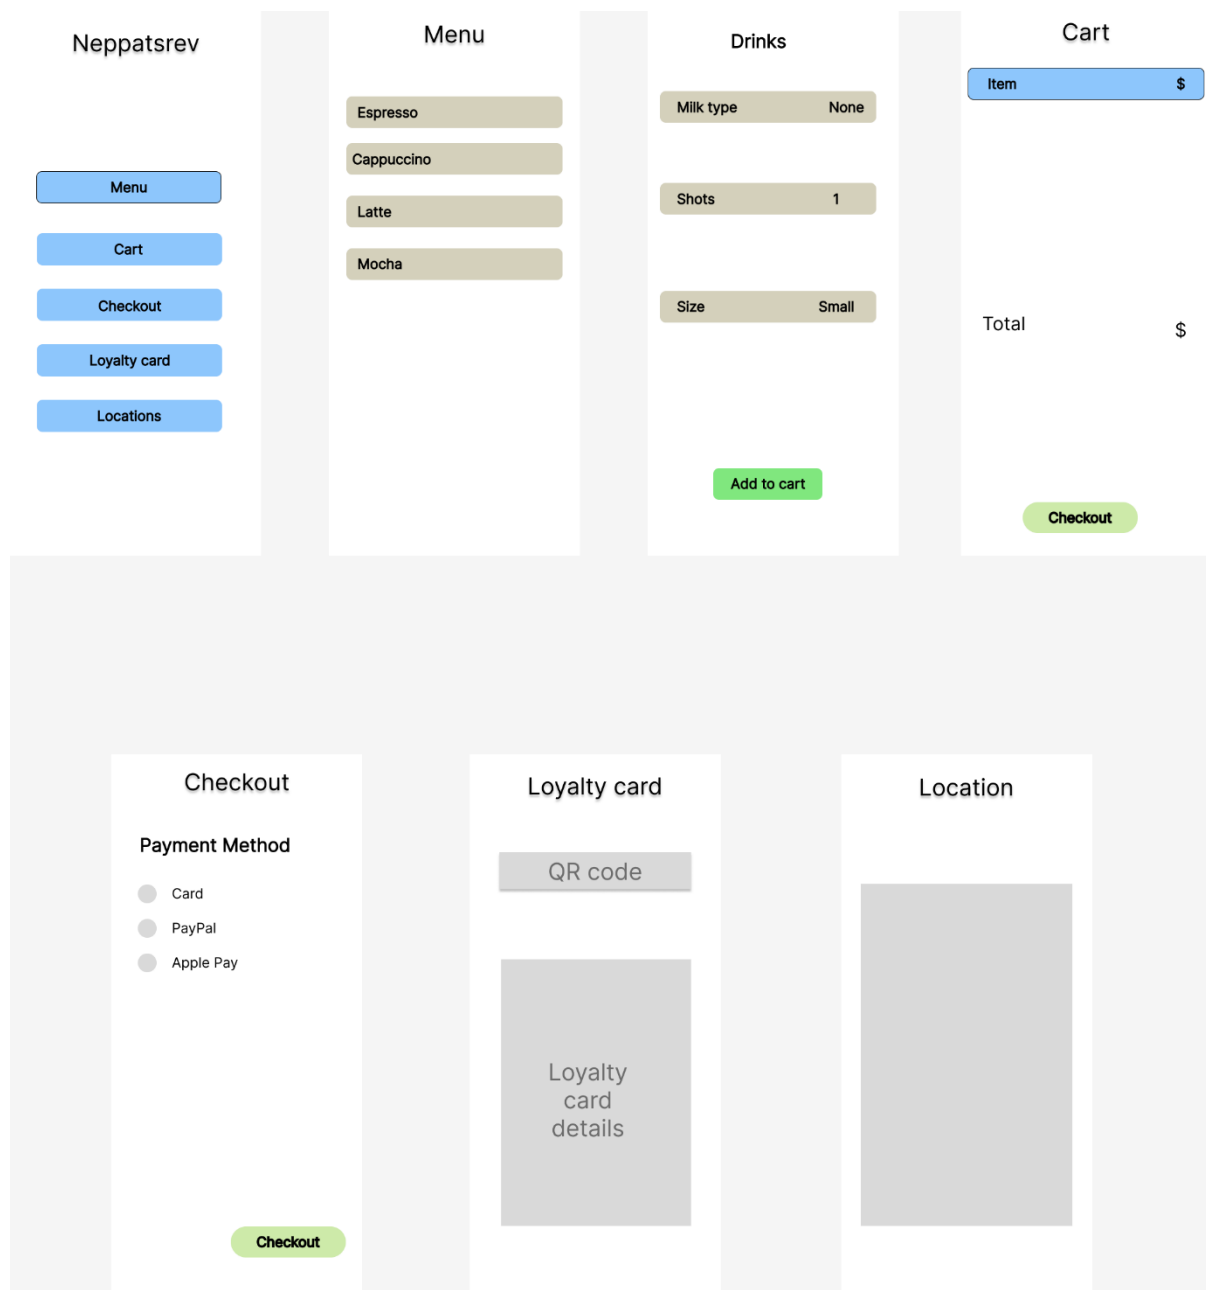 Neppatsrev
Menu
Cart
Checkout
Loyalty card
Locations
Menu
Espresso
Cappuccino
Latte
Mocha
Drinks
Milk type None
Shots 1
Size Small
Add to cart
Cart
Item $
Total $
Checkout
Checkout
Payment Method
Card
PayPal
Apple Pay
Checkout
Loyalty card
QR code
Loyalty
card
details
Location